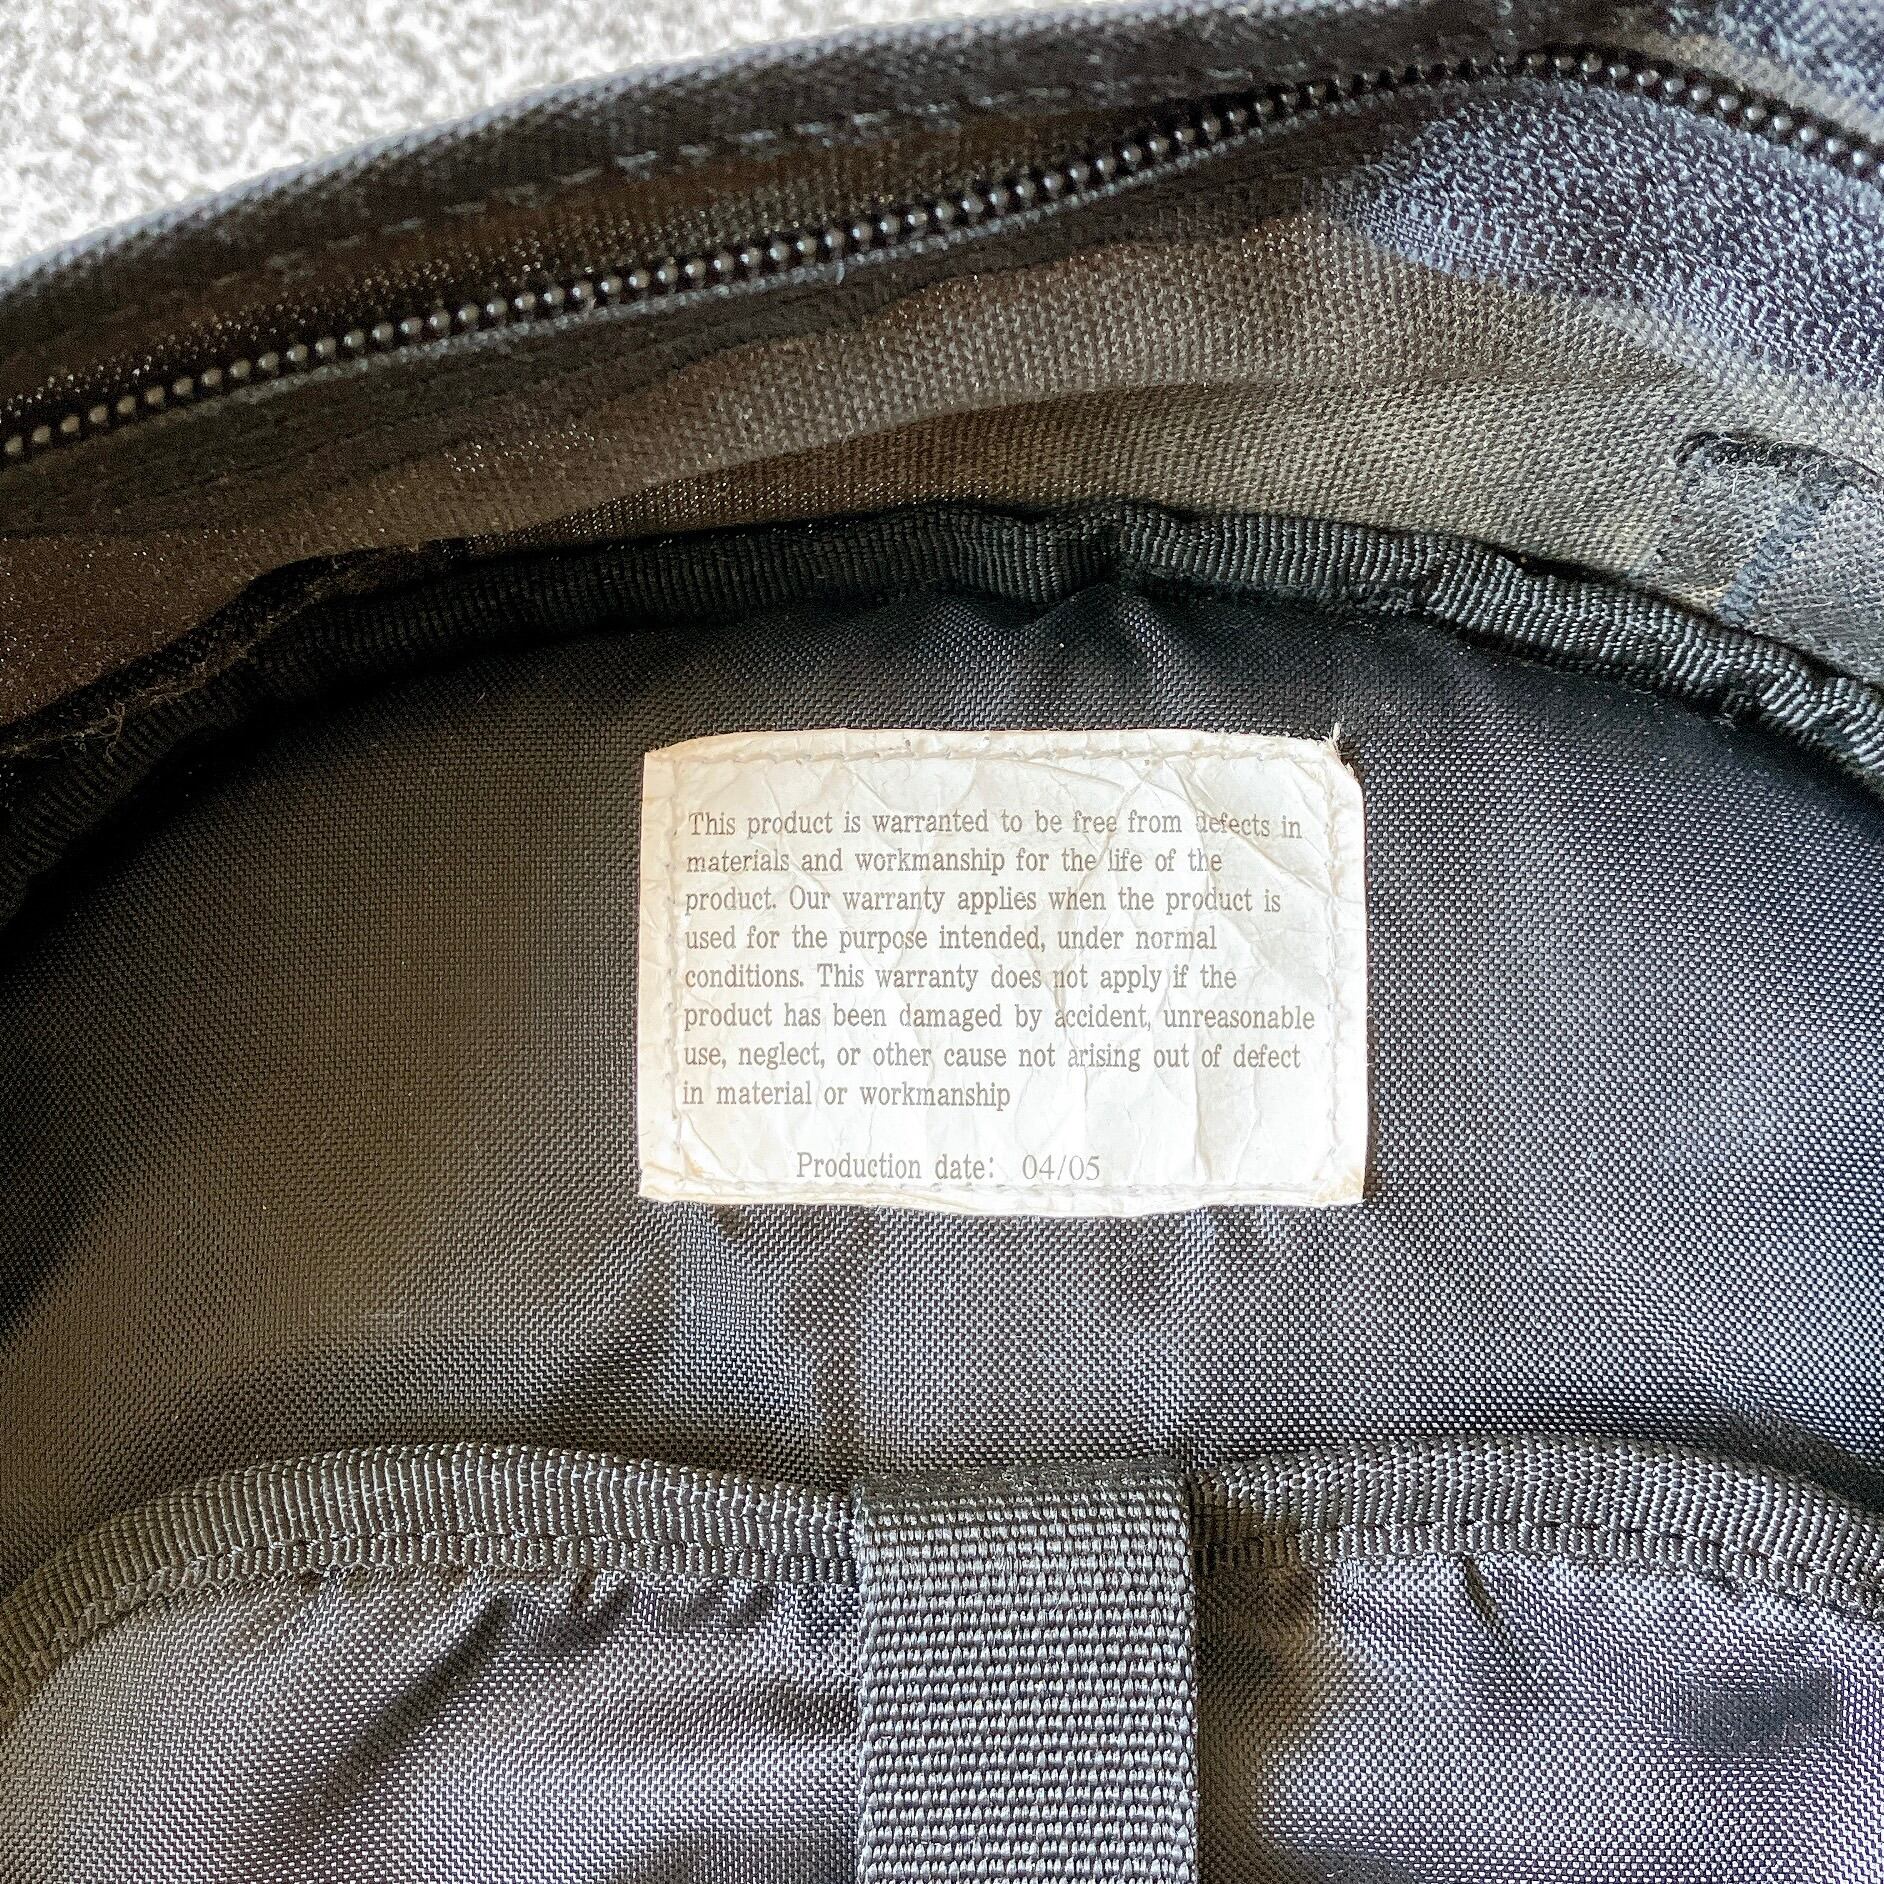 This product is warranted to be free from defects in
materials and workmanship for the life of the
product. Our warranty applies when the product is
used for the purpose intended, under normal
conditions. This warranty does not apply if the
product has been damaged by accident, unreasonable
use, neglect, or other cause not arising out of defect
in material or workmanship
Production date: 04/05